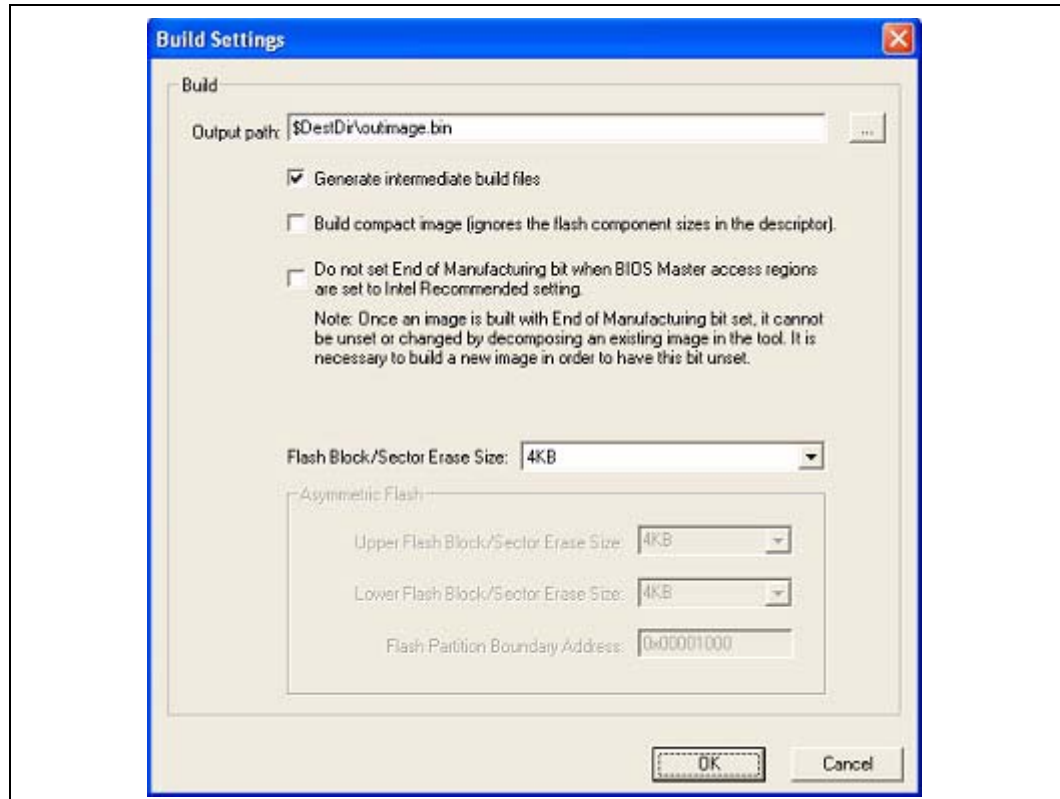 Build Settings
Build
Output path: $DestDir\outimage.bin
...
Generate intermediate build files
Build compact image (ignores the flash component sizes in the descriptor).
Do not set End of Manufacturing bit when BIOS Master access regions
are set to Intel Recommended setting.
Note: Once an image is built with End of Manufacturing bit set, it cannot
be unset or changed by decomposing an existing image in the tool. It is
necessary to build a new image in order to have this bit unset.
Flash Block/Sector Erase Size: 4KB
Asymmetric Flash
Upper Flash Block/Sector Erase Size: 4KB
Lower Flash Block/Sector Erase Size: 4KB
Flash Partition Boundary Address: 0x00001000
OK Cancel